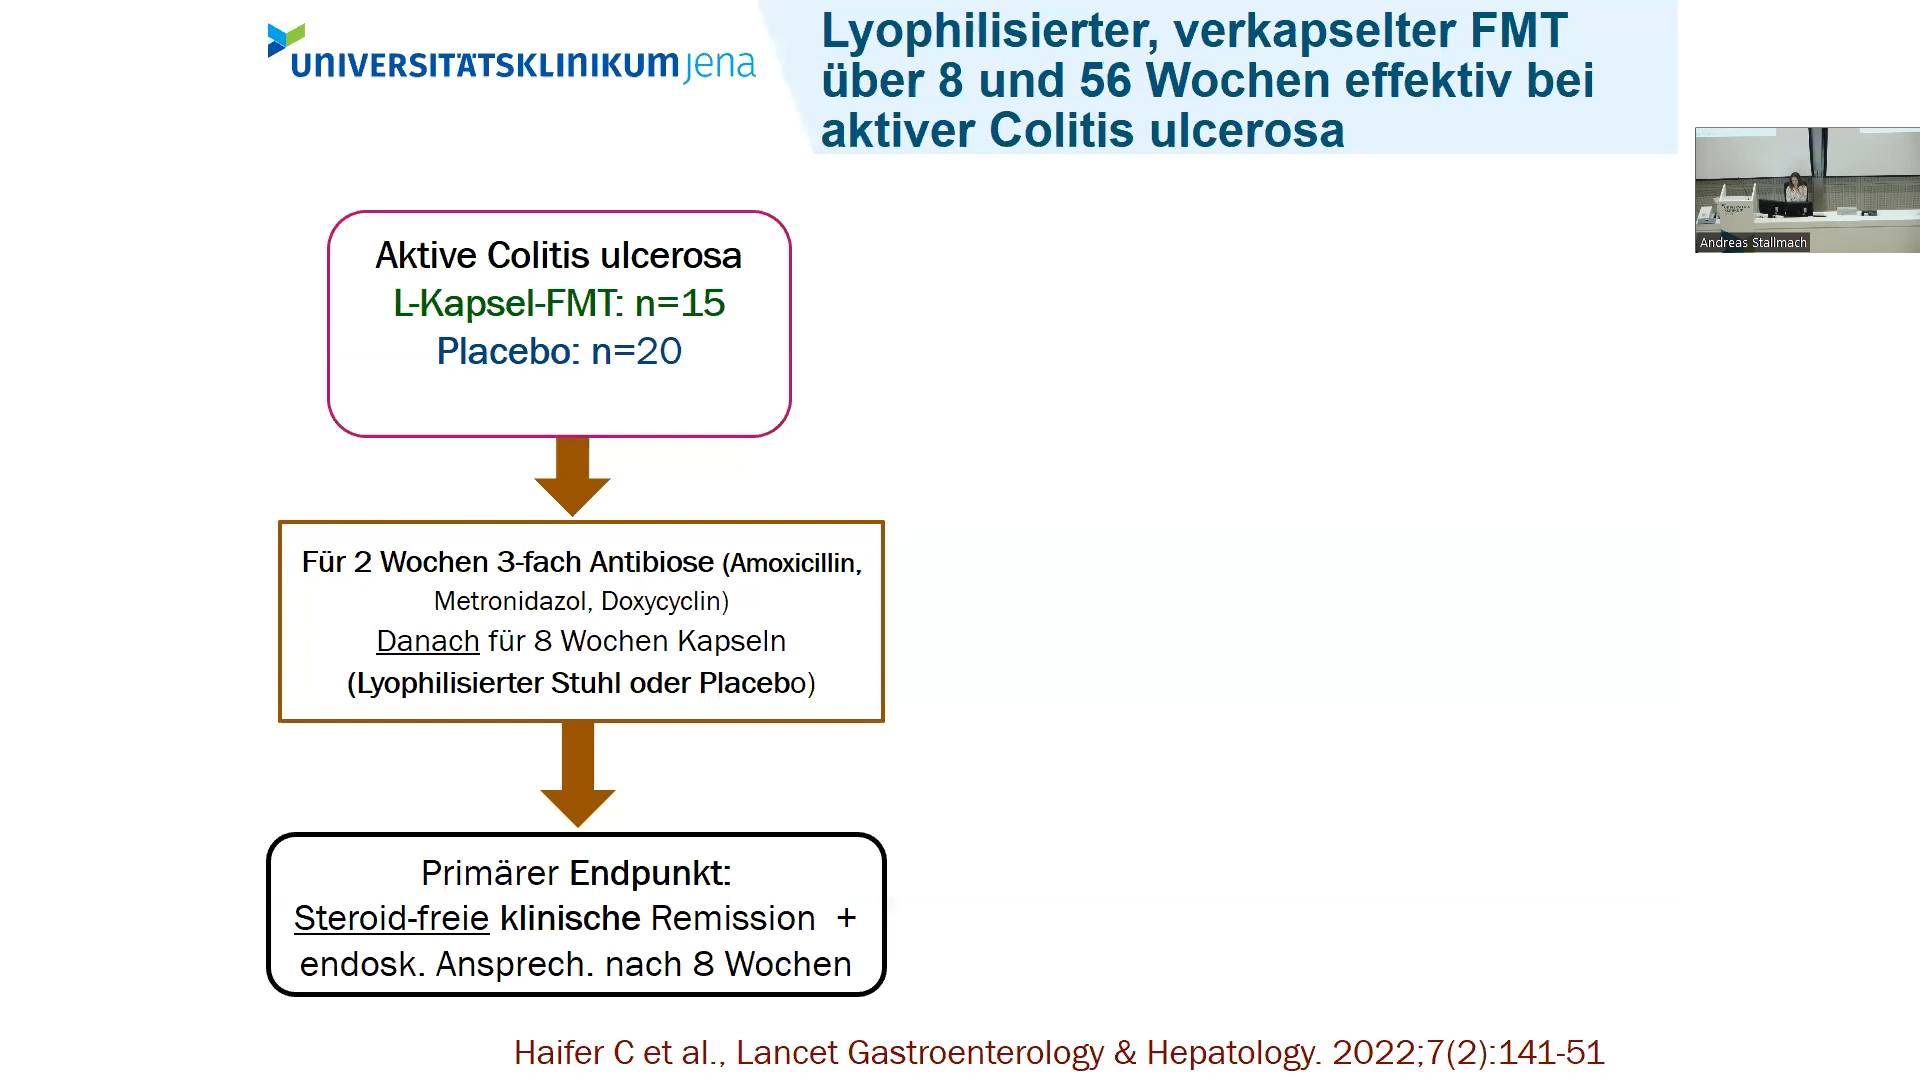 UNIVERSITÄTSKLINIKUM jena
Lyophilisierter, verkapselter FMT
über 8 und 56 Wochen effektiv bei
aktiver Colitis ulcerosa
Andreas Stallmach
Aktive Colitis ulcerosa
L-Kapsel-FMT: n=15
Placebo: n=20
Für 2 Wochen 3-fach Antibiose (Amoxicillin,
Metronidazol, Doxycyclin)
Danach für 8 Wochen Kapseln
(Lyophilisierter Stuhl oder Placebo)
Primärer Endpunkt:
Steroid-freie klinische Remission +
endosk. Ansprech. nach 8 Wochen
Haifer C et al., Lancet Gastroenterology & Hepatology. 2022;7(2):141-51